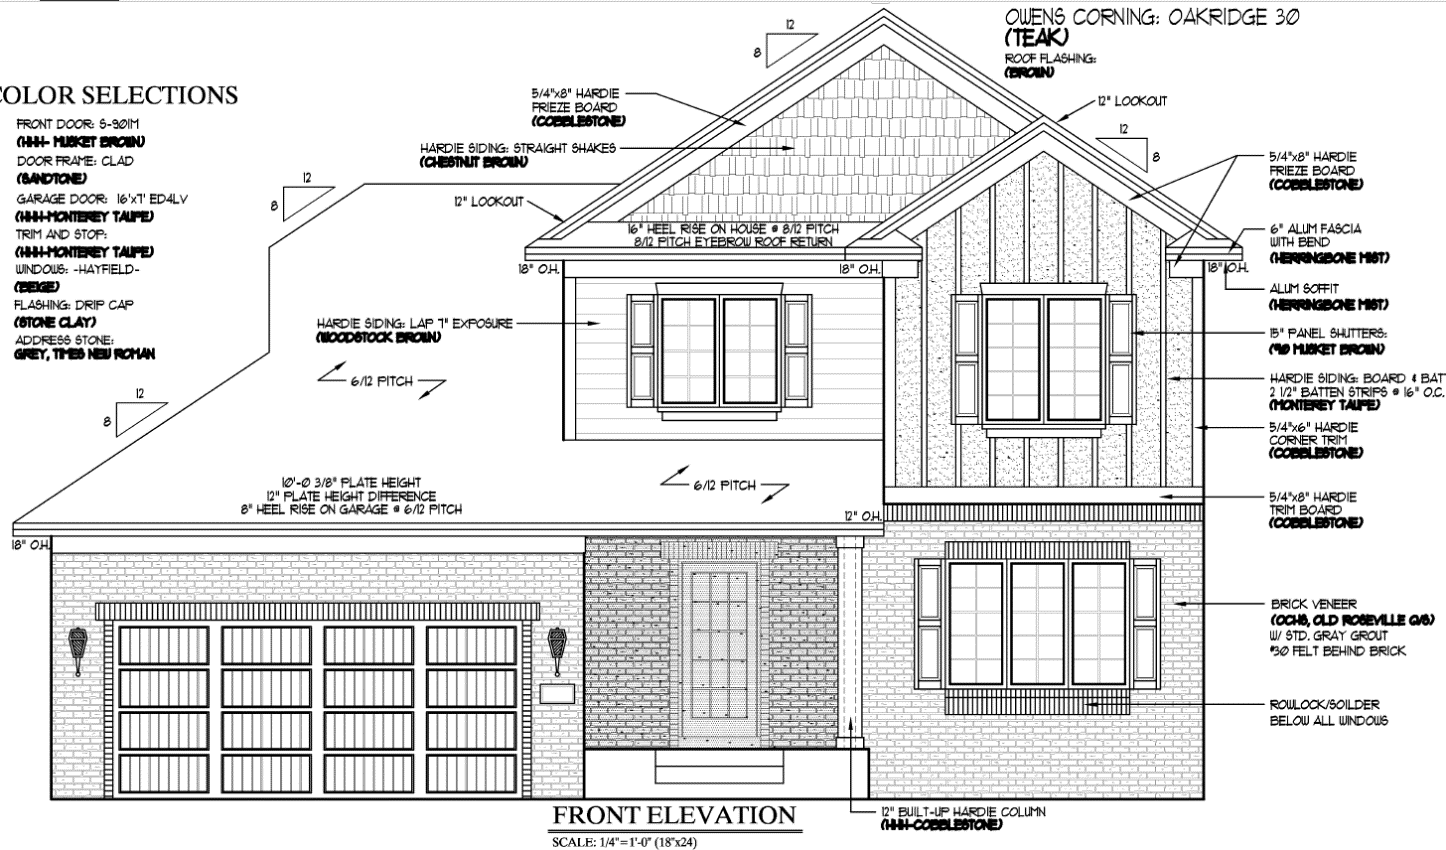 OWENS CORNING: OAKRIDGE 30
(TEAK)
ROOF FLASHING:
(BROWN)
COLOR SELECTIONS
FRONT DOOR: S-901M
(HHH- MUSKET BROWN)
DOOR FRAME: CLAD
(SANDTONE)
GARAGE DOOR: 16'x7' ED4LV
(HHH-MONTEREY TAUPE)
TRIM AND STOP:
(HHH-MONTEREY TAUPE)
WINDOWS: -HAYFIELD-
(BEIGE)
FLASHING: DRIP CAP
(STONE CLAY)
ADDRESS STONE:
GREY, TIMES NEW ROMAN
12
8
12
8
12
8
12
8
5/4"x8" HARDIE
FRIEZE BOARD
(COBBLESTONE)
HARDIE SIDING: STRAIGHT SHAKES
(CHESTNUT BROWN)
12" LOOKOUT
12" LOOKOUT
16" HEEL RISE ON HOUSE @ 8/12 PITCH
8/12 PITCH EYEBROW ROOF RETURN
18" O.H.
18" O.H.
18" O.H.
HARDIE SIDING: LAP 7" EXPOSURE
(WOODSTOCK BROWN)
6/12 PITCH
6/12 PITCH
10'-0 3/8" PLATE HEIGHT
12" PLATE HEIGHT DIFFERENCE
8" HEEL RISE ON GARAGE @ 6/12 PITCH
12" O.H.
18" O.H.
5/4"x8" HARDIE
FRIEZE BOARD
(COBBLESTONE)
6" ALUM FASCIA
WITH BEND
(HERRINGBONE MIST)
ALUM SOFFIT
(HERRINGBONE MIST)
15" PANEL SHUTTERS:
(*10 MUSKET BROWN)
HARDIE SIDING: BOARD & BATT
2 1/2" BATTEN STRIPS @ 16" O.C.
(MONTEREY TAUPE)
5/4"x6" HARDIE
CORNER TRIM
(COBBLESTONE)
5/4"x8" HARDIE
TRIM BOARD
(COBBLESTONE)
BRICK VENEER
(OCHS, OLD ROSEVILLE Q/S)
W/ STD. GRAY GROUT
#30 FELT BEHIND BRICK
ROWLOCK/SOILDER
BELOW ALL WINDOWS
12" BUILT-UP HARDIE COLUMN
(HHH-COBBLESTONE)
FRONT ELEVATION
SCALE: 1/4"=1'-0" (18"x24)